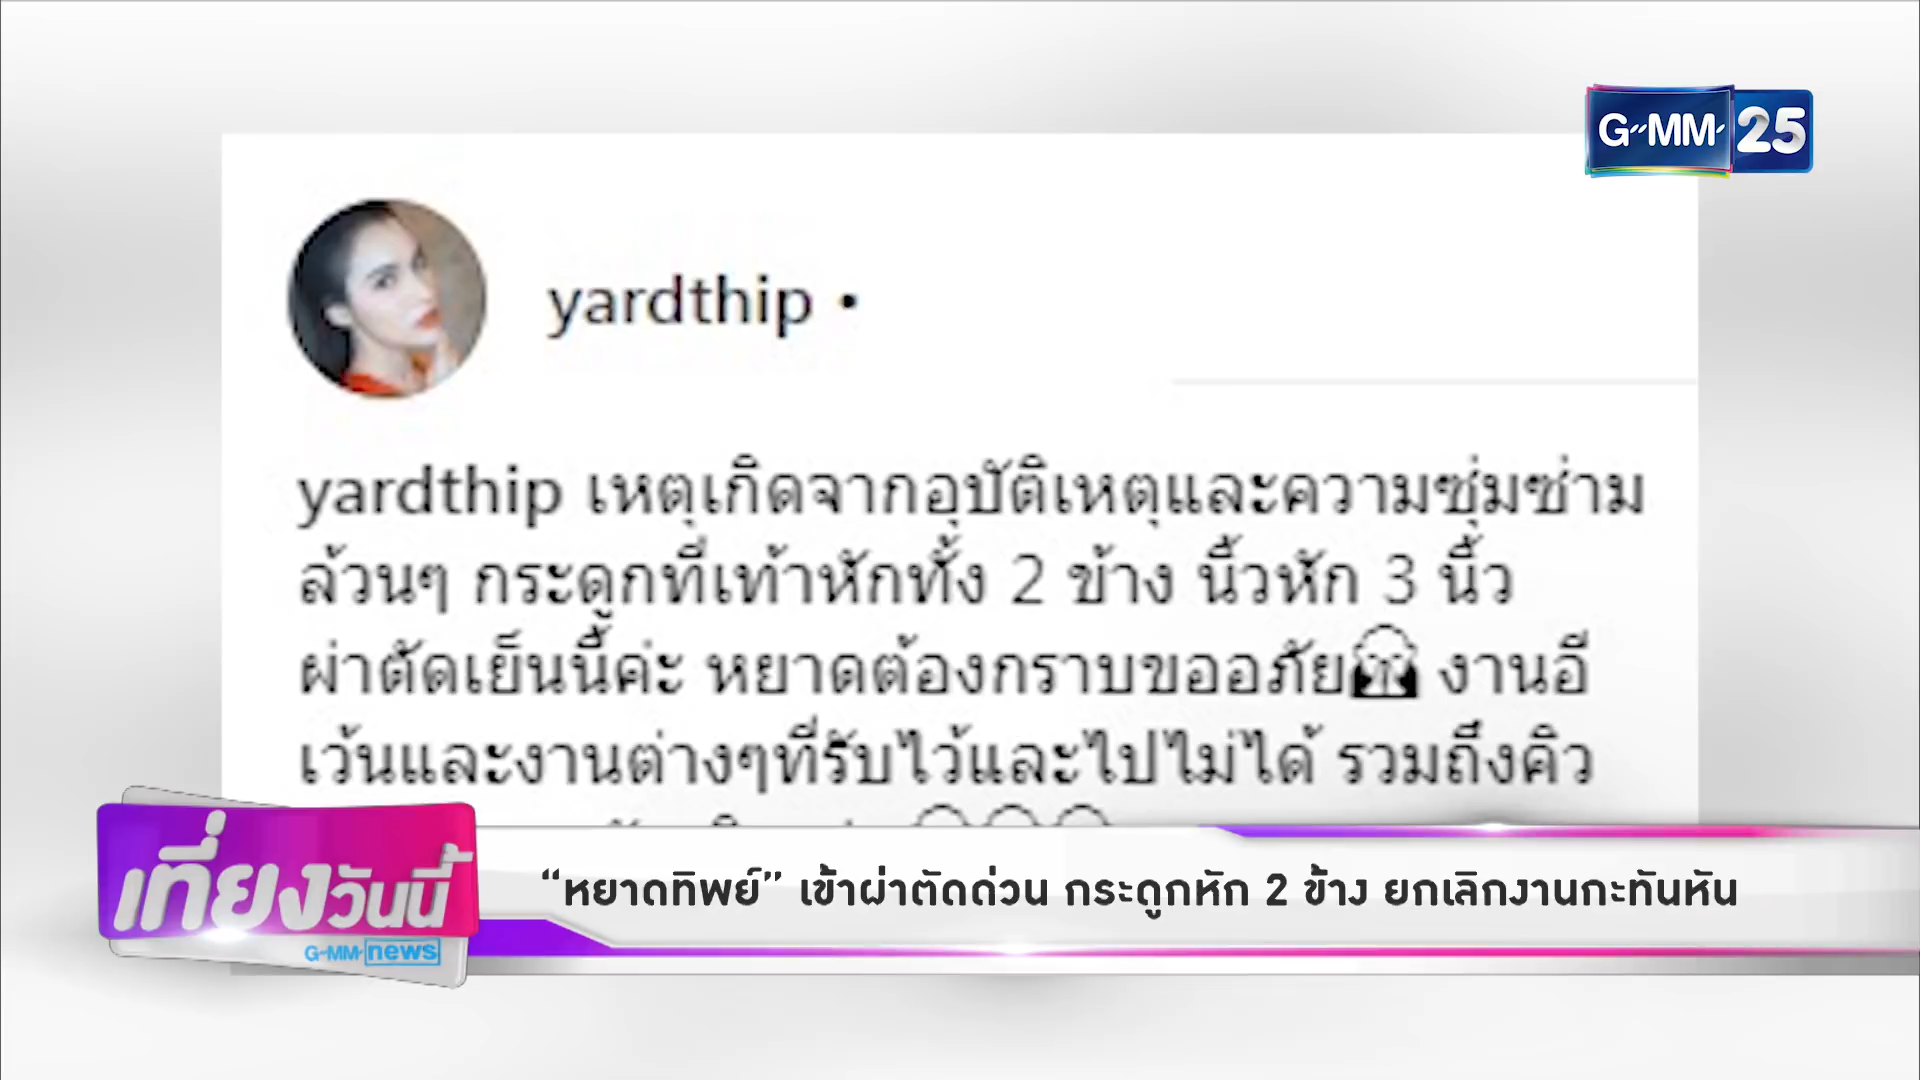 G-MM 25
yardthip •
yardthip เหตุเกิดจากอุบัติเหตุและความซุ่มซ่าม
ล้วนๆ กระดูกที่เท้าหักทั้ง 2 ข้าง นิ้วหัก 3 นิ้ว
ผ่าตัดเย็นนี้ค่ะ หยาดต้องกราบขออภัย งานอี
เว้นและงานต่างๆที่รับไว้และไปไม่ได้ รวมถึงคิว
เที่ยงวันนี้
G-MM news
“หยาดทิพย์” เข้าผ่าตัดด่วน กระดูกหัก 2 ข้าง ยกเลิกงานกะทันหัน